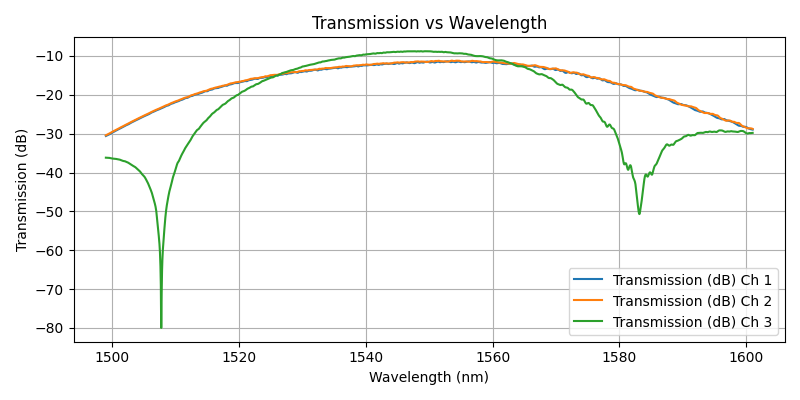 Transmission vs Wavelength
Transmission (dB)
−10
−20
−30
−40
−50
−60
−70
−80
1500 1520 1540 1560 1580 1600
Wavelength (nm)
Transmission (dB) Ch 1
Transmission (dB) Ch 2
Transmission (dB) Ch 3